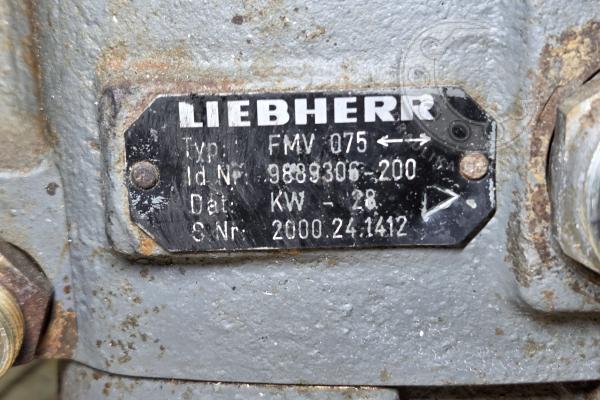 LIEBHERR
Typ: FMV 075 ↔
Id.Nr. 9889306-200
Dat: KW - 28
S.Nr: 2000.24.1412